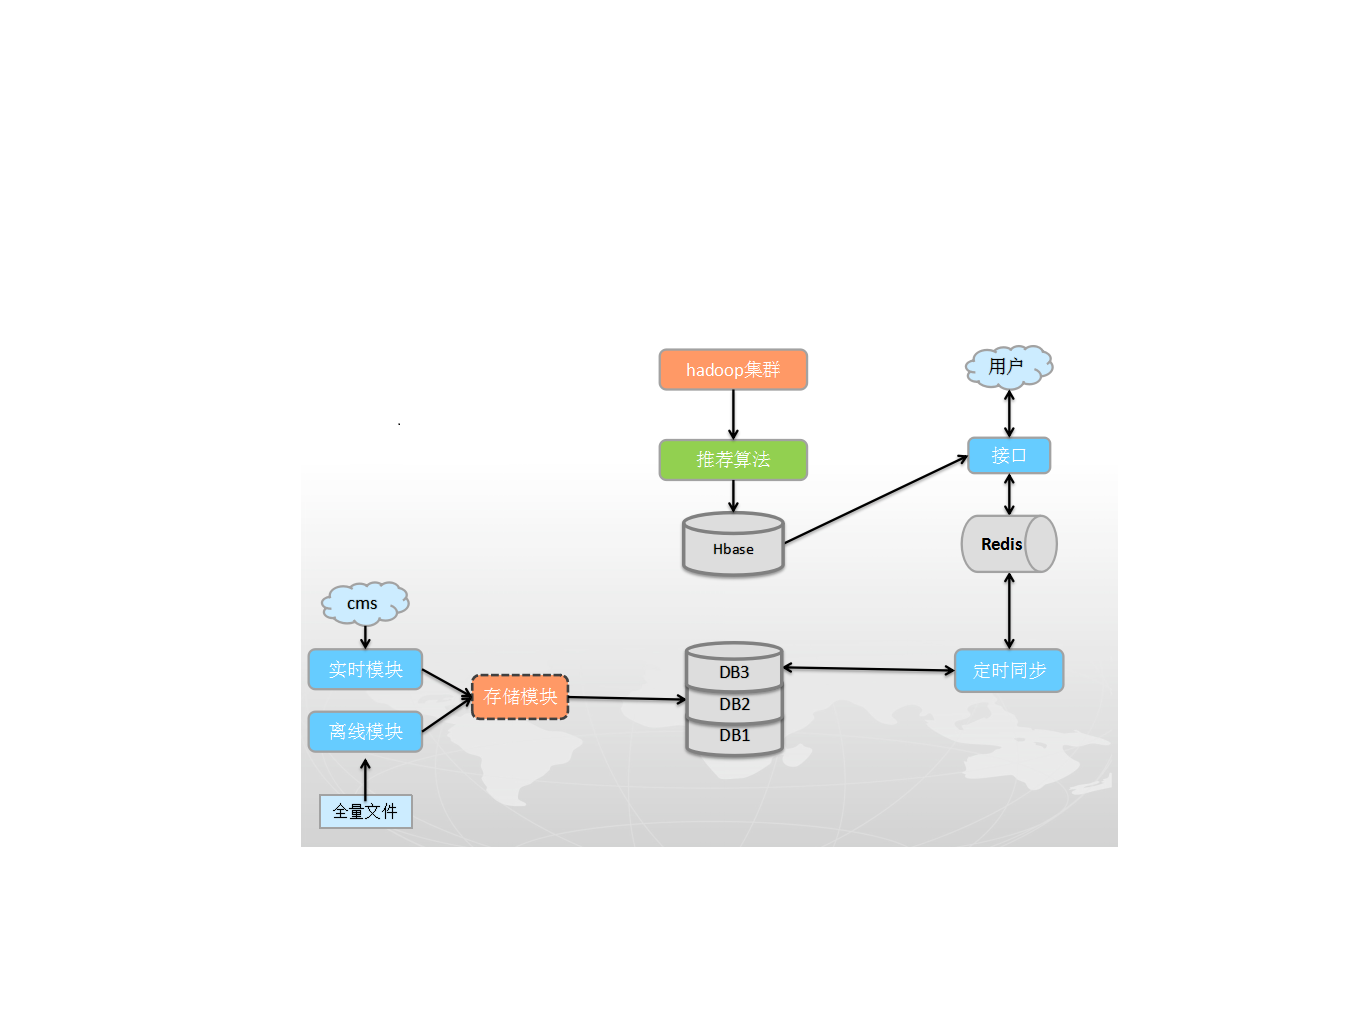 hadoop集群
用户
推荐算法
接口
Hbase
Redis
cms
实时模块
存储模块
离线模块
全量文件
DB3
DB2
DB1
定时同步